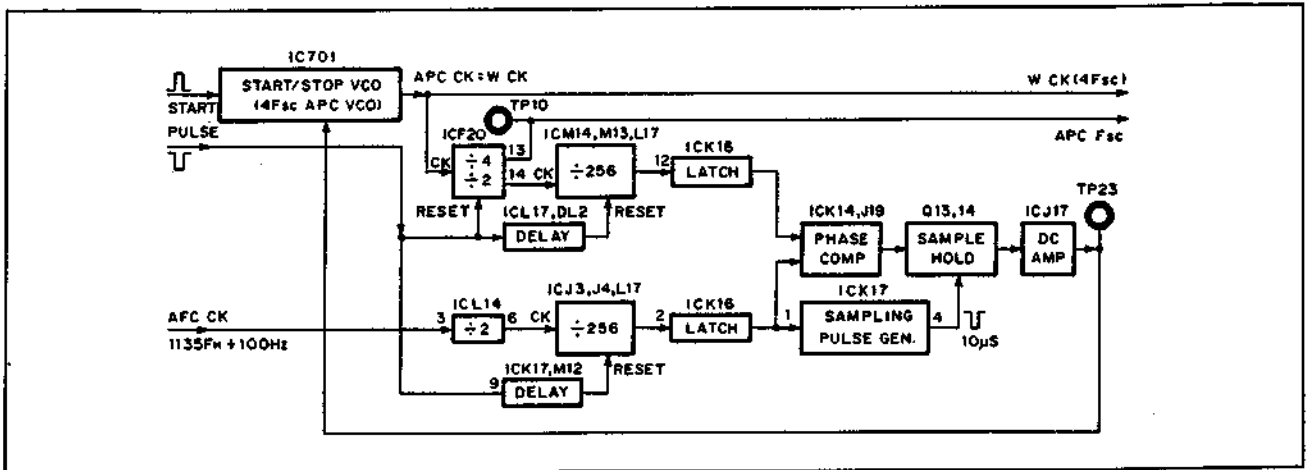 IC701
START/STOP VCO
(4Fsc APC VCO)
START
PULSE
APC CK=W CK
W CK(4Fsc)
TP10
APC Fsc
ICF20
÷4
÷2
CK
13
14 CK
RESET
ICM14,M13,L17
÷256
RESET
ICL17,DL2
DELAY
12
ICK16
LATCH
ICK14,J19
PHASE
COMP
Q13,14
SAMPLE
HOLD
ICJ17
DC
AMP
TP23
AFC CK
1135FH+100Hz
3
ICL14
÷2
6 CK
ICJ3,J4,L17
÷256
RESET
2
ICK16
LATCH
1
ICK17
SAMPLING
PULSE GEN.
4
10µS
ICK17,M12
9
DELAY